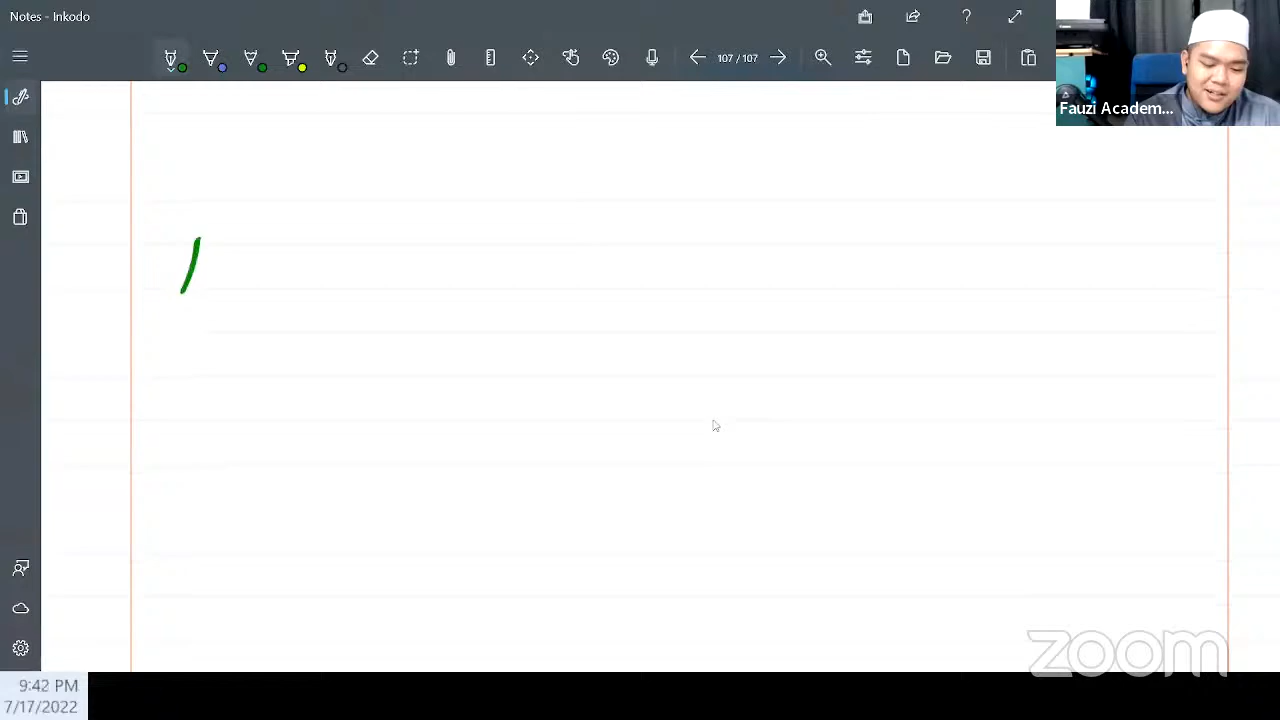 Notes - Inkodo
107 / 107
Fauzi Academ...
zoom
9:42 PM
7/17/2022